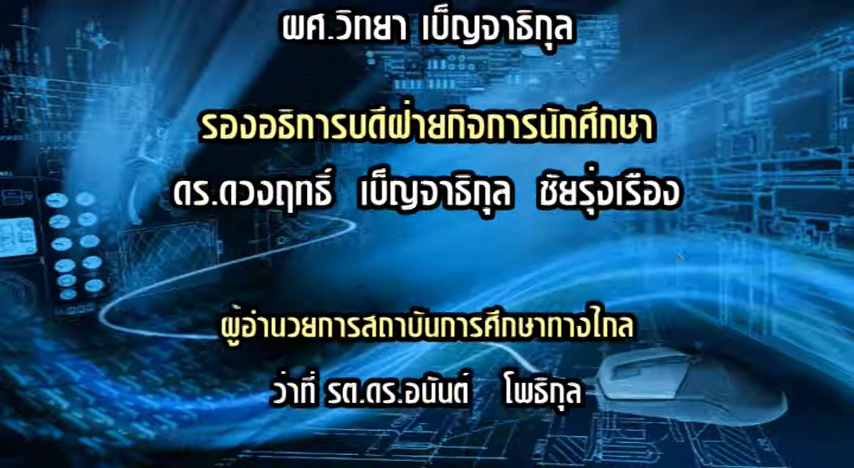 ผศ.วิทยา เบ็ญจาธิกุล
รองอธิการบดีฝ่ายกิจการนักศึกษา
ดร.ดวงฤทธิ์ เบ็ญจาธิกุล ชัยรุ่งเรือง
ผู้อำนวยการสถาบันการศึกษาทางไกล
ว่าที่ รต.ดร.อนันต์ โพธิกุล